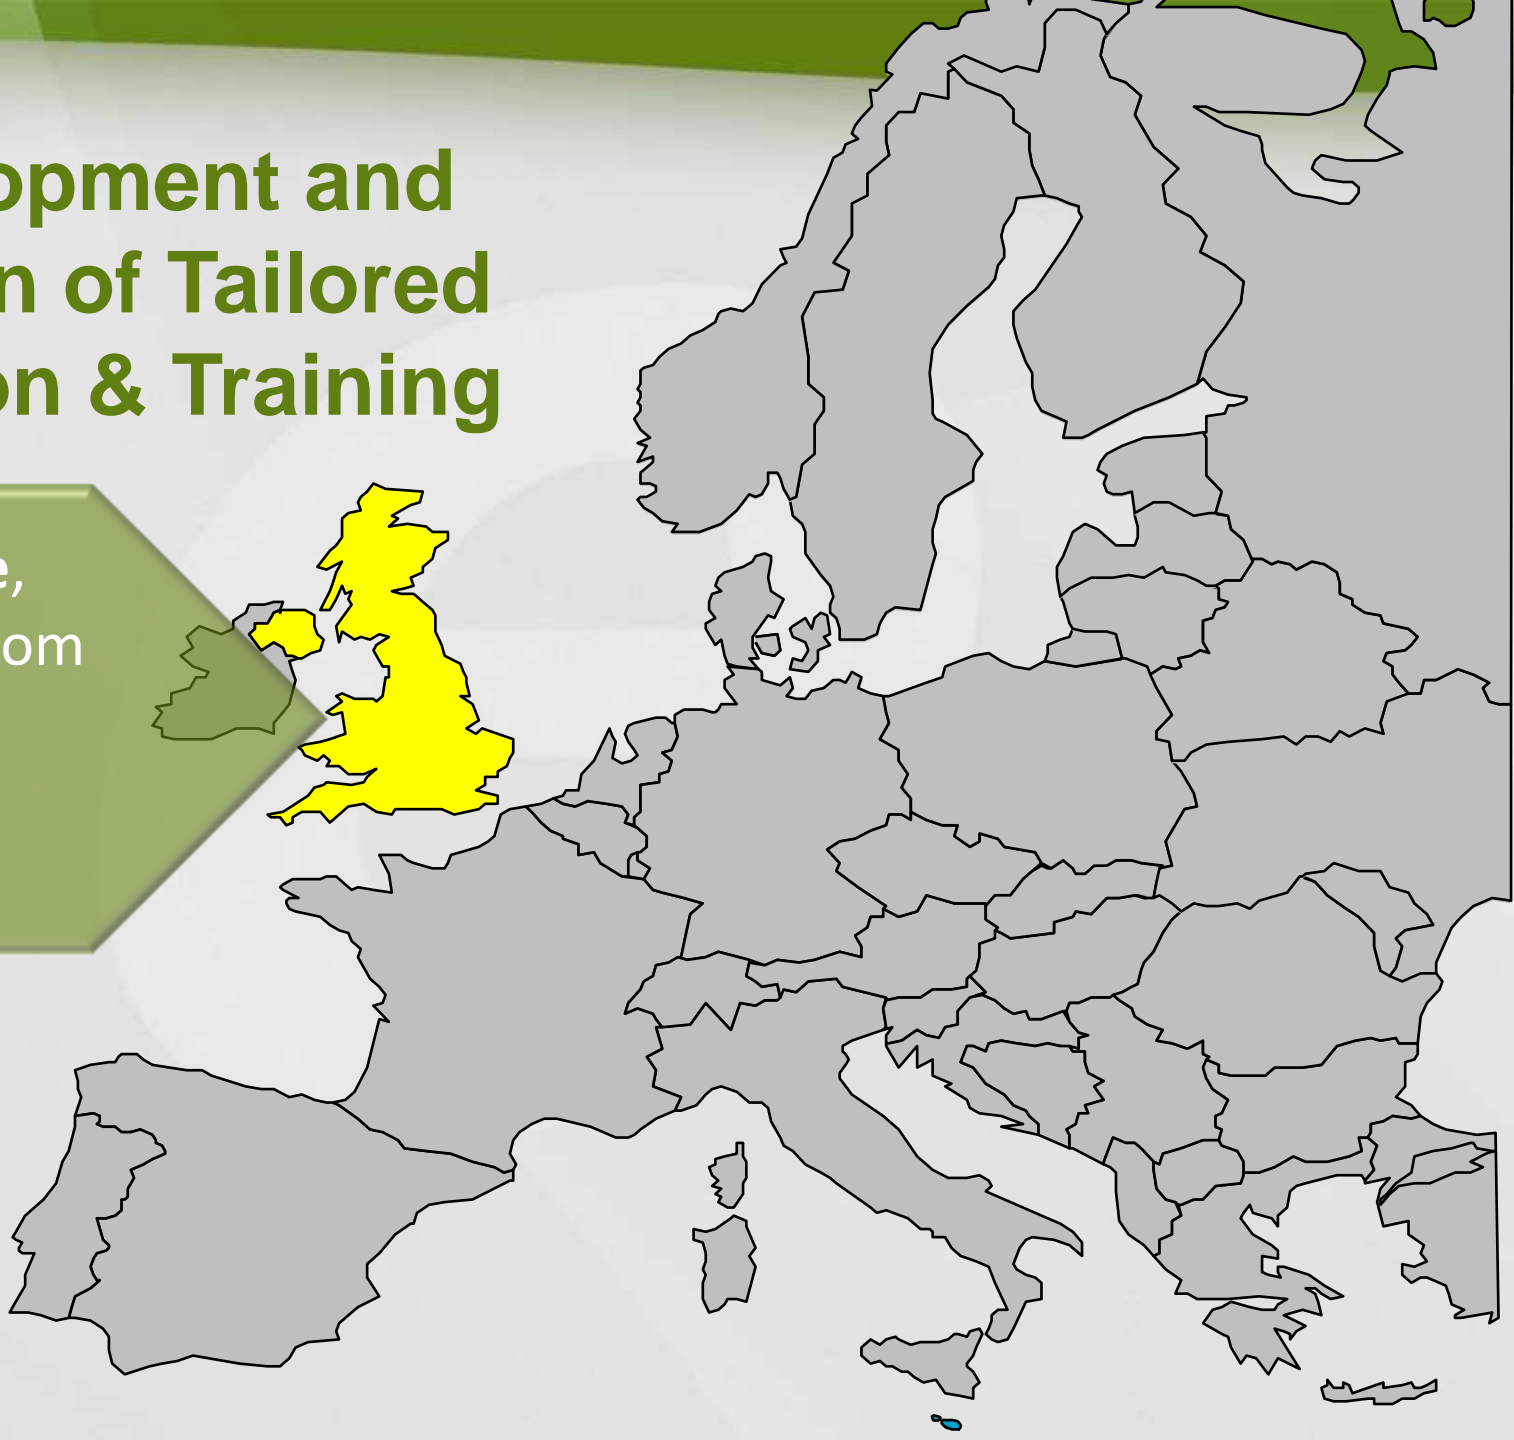 opment and
n of Tailored
on & Training
e,
om